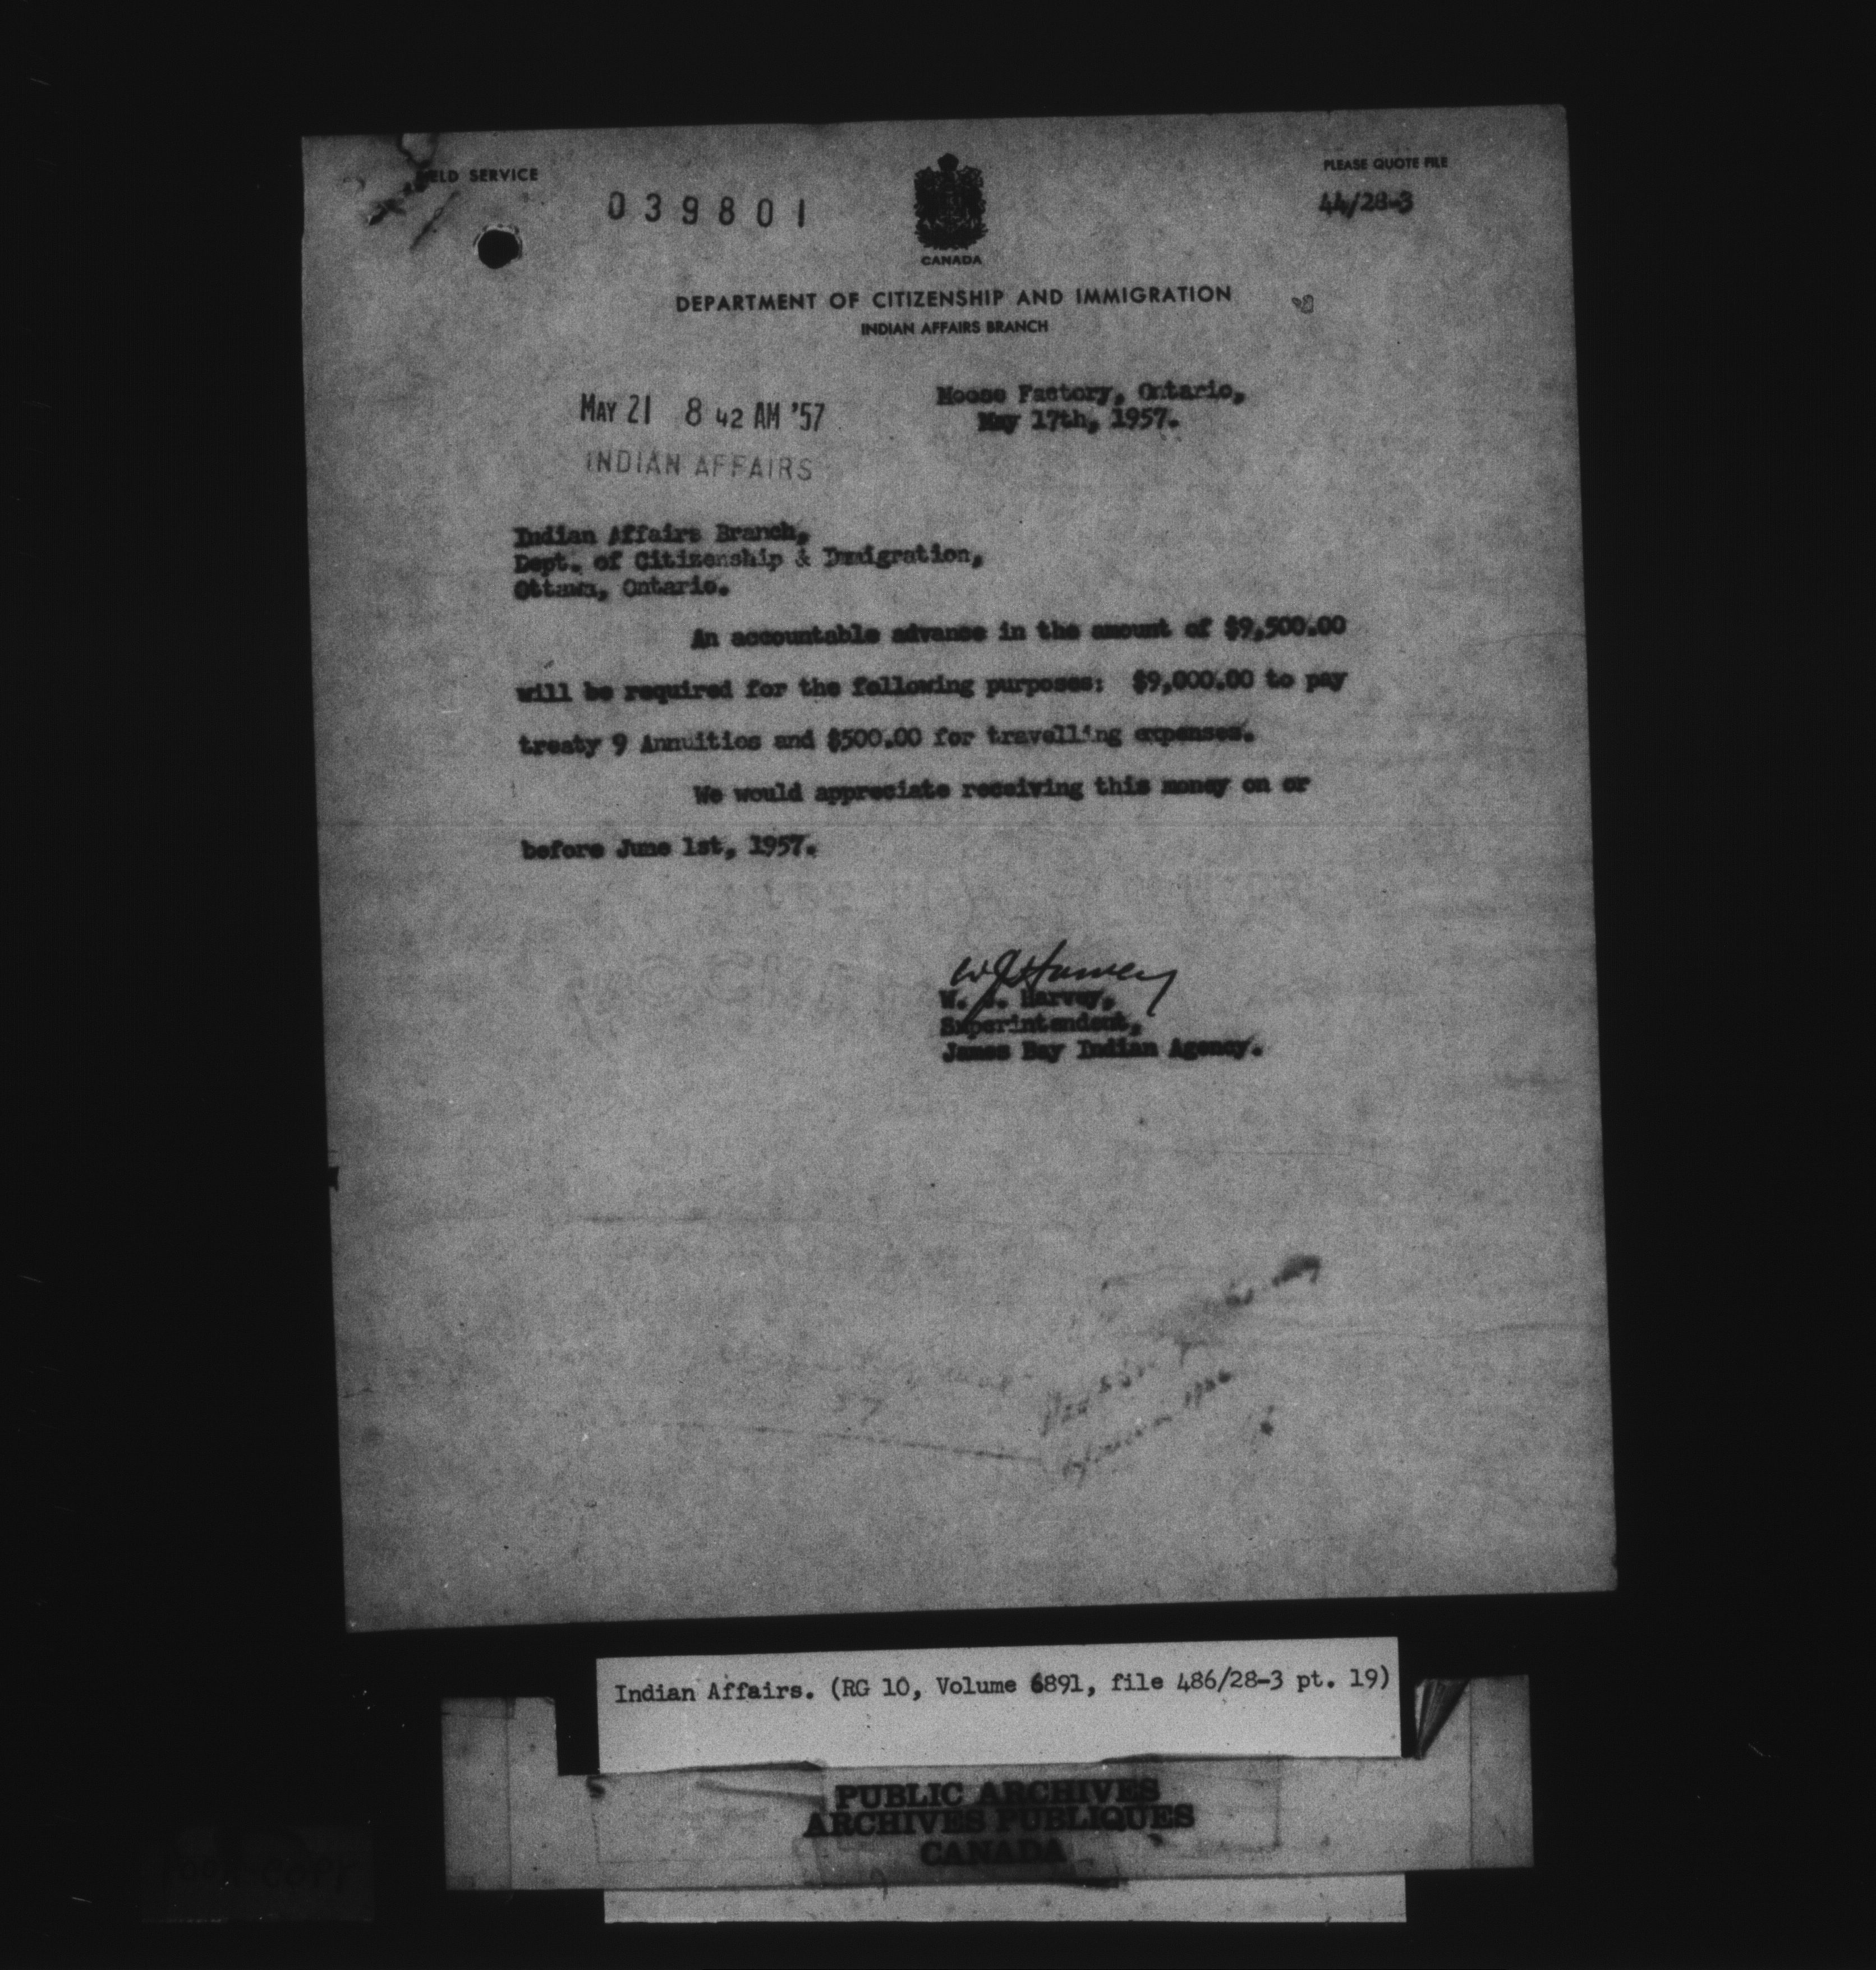 FIELD SERVICE
PLEASE QUOTE FILE
039801
44/28-3
CANADA
DEPARTMENT OF CITIZENSHIP AND IMMIGRATION
INDIAN AFFAIRS BRANCH
Moose Factory, Ontario,
May 17th, 1957.
MAY 21 8 42 AM '57
INDIAN AFFAIRS
Indian Affairs Branch,
Dept. of Citizenship & Immigration,
Ottawa, Ontario.
An accountable advance in the amount of $9,500.00
will be required for the following purposes: $9,000.00 to pay
treaty 9 Annuities and $500.00 for travelling expenses.
We would appreciate receiving this money on or
before June 1st, 1957.
W J Harvey
W. J. Harvey,
Superintendent,
James Bay Indian Agency.
Indian Affairs. (RG 10, Volume 6891, file 486/28-3 pt. 19)
PUBLIC ARCHIVES
ARCHIVES PUBLIQUES
CANADA